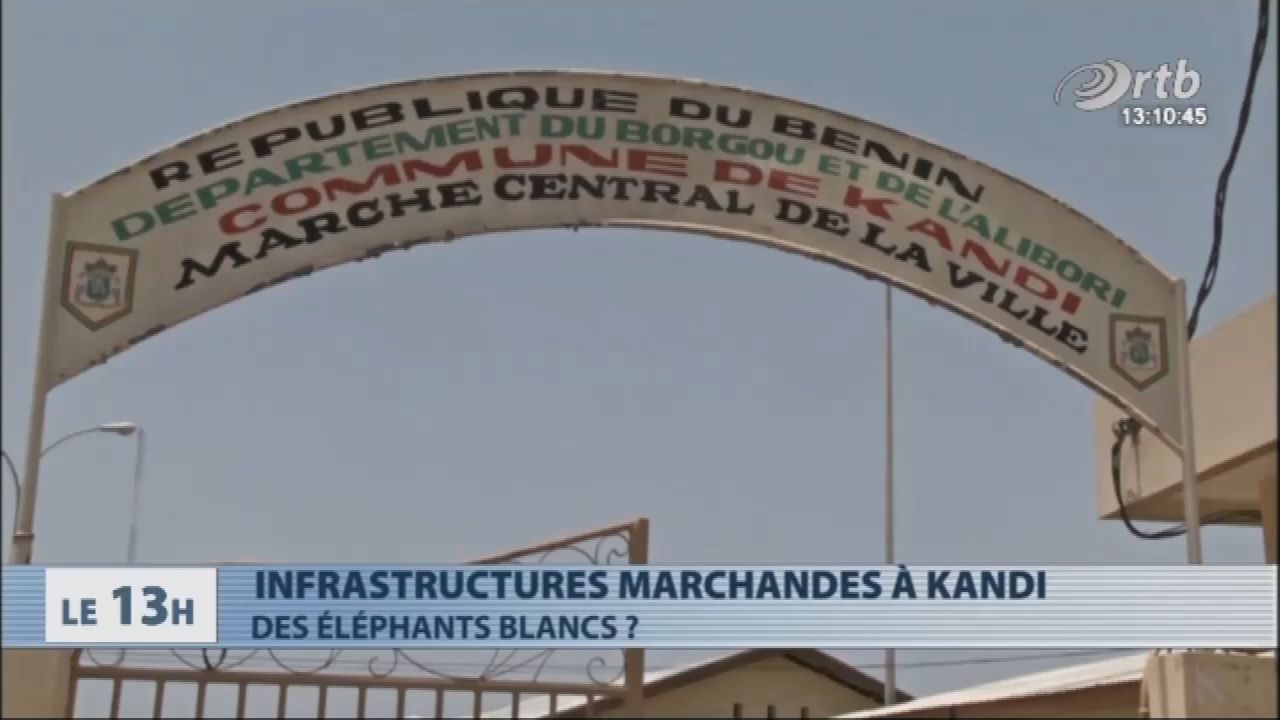 rtb
13:10:45
REPUBLIQUE DU BENIN
DEPARTEMENT DU BORGOU ET DE L'ALIBORI
COMMUNE DE KANDI
MARCHE CENTRAL DE LA VILLE
LE 13H
INFRASTRUCTURES MARCHANDES À KANDI
DES ÉLÉPHANTS BLANCS ?